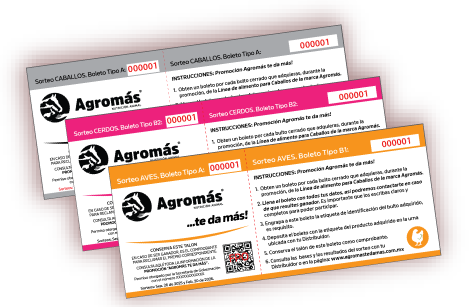 Sorteo CABALLOS. Boleto Tipo A:
000001
Sorteo CABALLOS. Boleto Tipo A:
000001
INSTRUCCIONES: Promoción Agromás te da más!
1. Obten un boleto por cada bulto cerrado que adquieras, durante la
promoción, de la Línea de alimento para Caballos de la marca Agromás.
Agromás
NUTRICIÓN ANIMAL
Sorteo CERDOS. Boleto Tipo B2:
000001
Sorteo CERDOS. Boleto Tipo B2:
000001
INSTRUCCIONES: Promoción Agromás te da más!
1. Obten un boleto por cada bulto cerrado que adquieras, durante la
promoción, de la Línea de alimento para Caballos de la marca Agromás.
Agromás
NUTRICIÓN ANIMAL
Sorteo AVES. Boleto Tipo A:
000001
Sorteo AVES. Boleto Tipo B1:
000001
Agromás
NUTRICIÓN ANIMAL
...te da más!
CONSERVA ESTE TALÓN
EN CASO DE SER GANADOR, ES EL COMPROBANTE
PARA RECLAMAR EL PREMIO CORRESPONDIENTE.
CONSULTA AQUÍ TODA LA INFORMACIÓN DE LA
PROMOCIÓN "AGROMÁS TE DA MÁS".
INSTRUCCIONES: Promoción Agromás te da más!
1. Obten un boleto por cada bulto cerrado que adquieras, durante la
promoción, de la Línea de alimento para Caballos de la marca Agromás.
2. Llena el boleto con todos tus datos, así podremos contactarte en caso
de que resultes ganador. Es importante que los escribas claros y
completos para poder participar.
3. Engrapa a este boleto la etiqueta de identificación del bulto adquirido,
es requisito.
4. Deposita el boleto con la etiqueta del producto adquirido en la urna
ubicada con tu Distribuidor.
5. Conserva el talón de este boleto como comprobante.
6. Consulta las bases y los resultados del sorteo con tu
Distribuidor o en la página: www.agromastedamas.com.mx